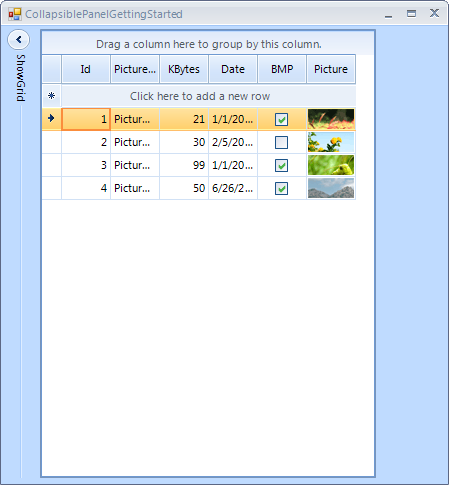 CollapsiblePanelGettingStarted
ShowGrid
Drag a column here to group by this column.
Id Picture... KBytes Date BMP Picture
Click here to add a new row
1 Pictur... 21 1/1/20...
2 Pictur... 30 2/5/20...
3 Pictur... 99 1/1/20...
4 Pictur... 50 6/26/2...